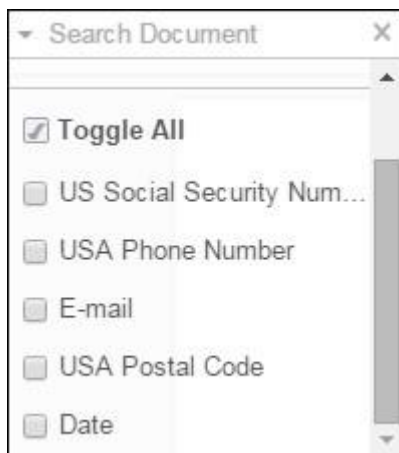 Search Document
Toggle All
US Social Security Num...
USA Phone Number
E-mail
USA Postal Code
Date